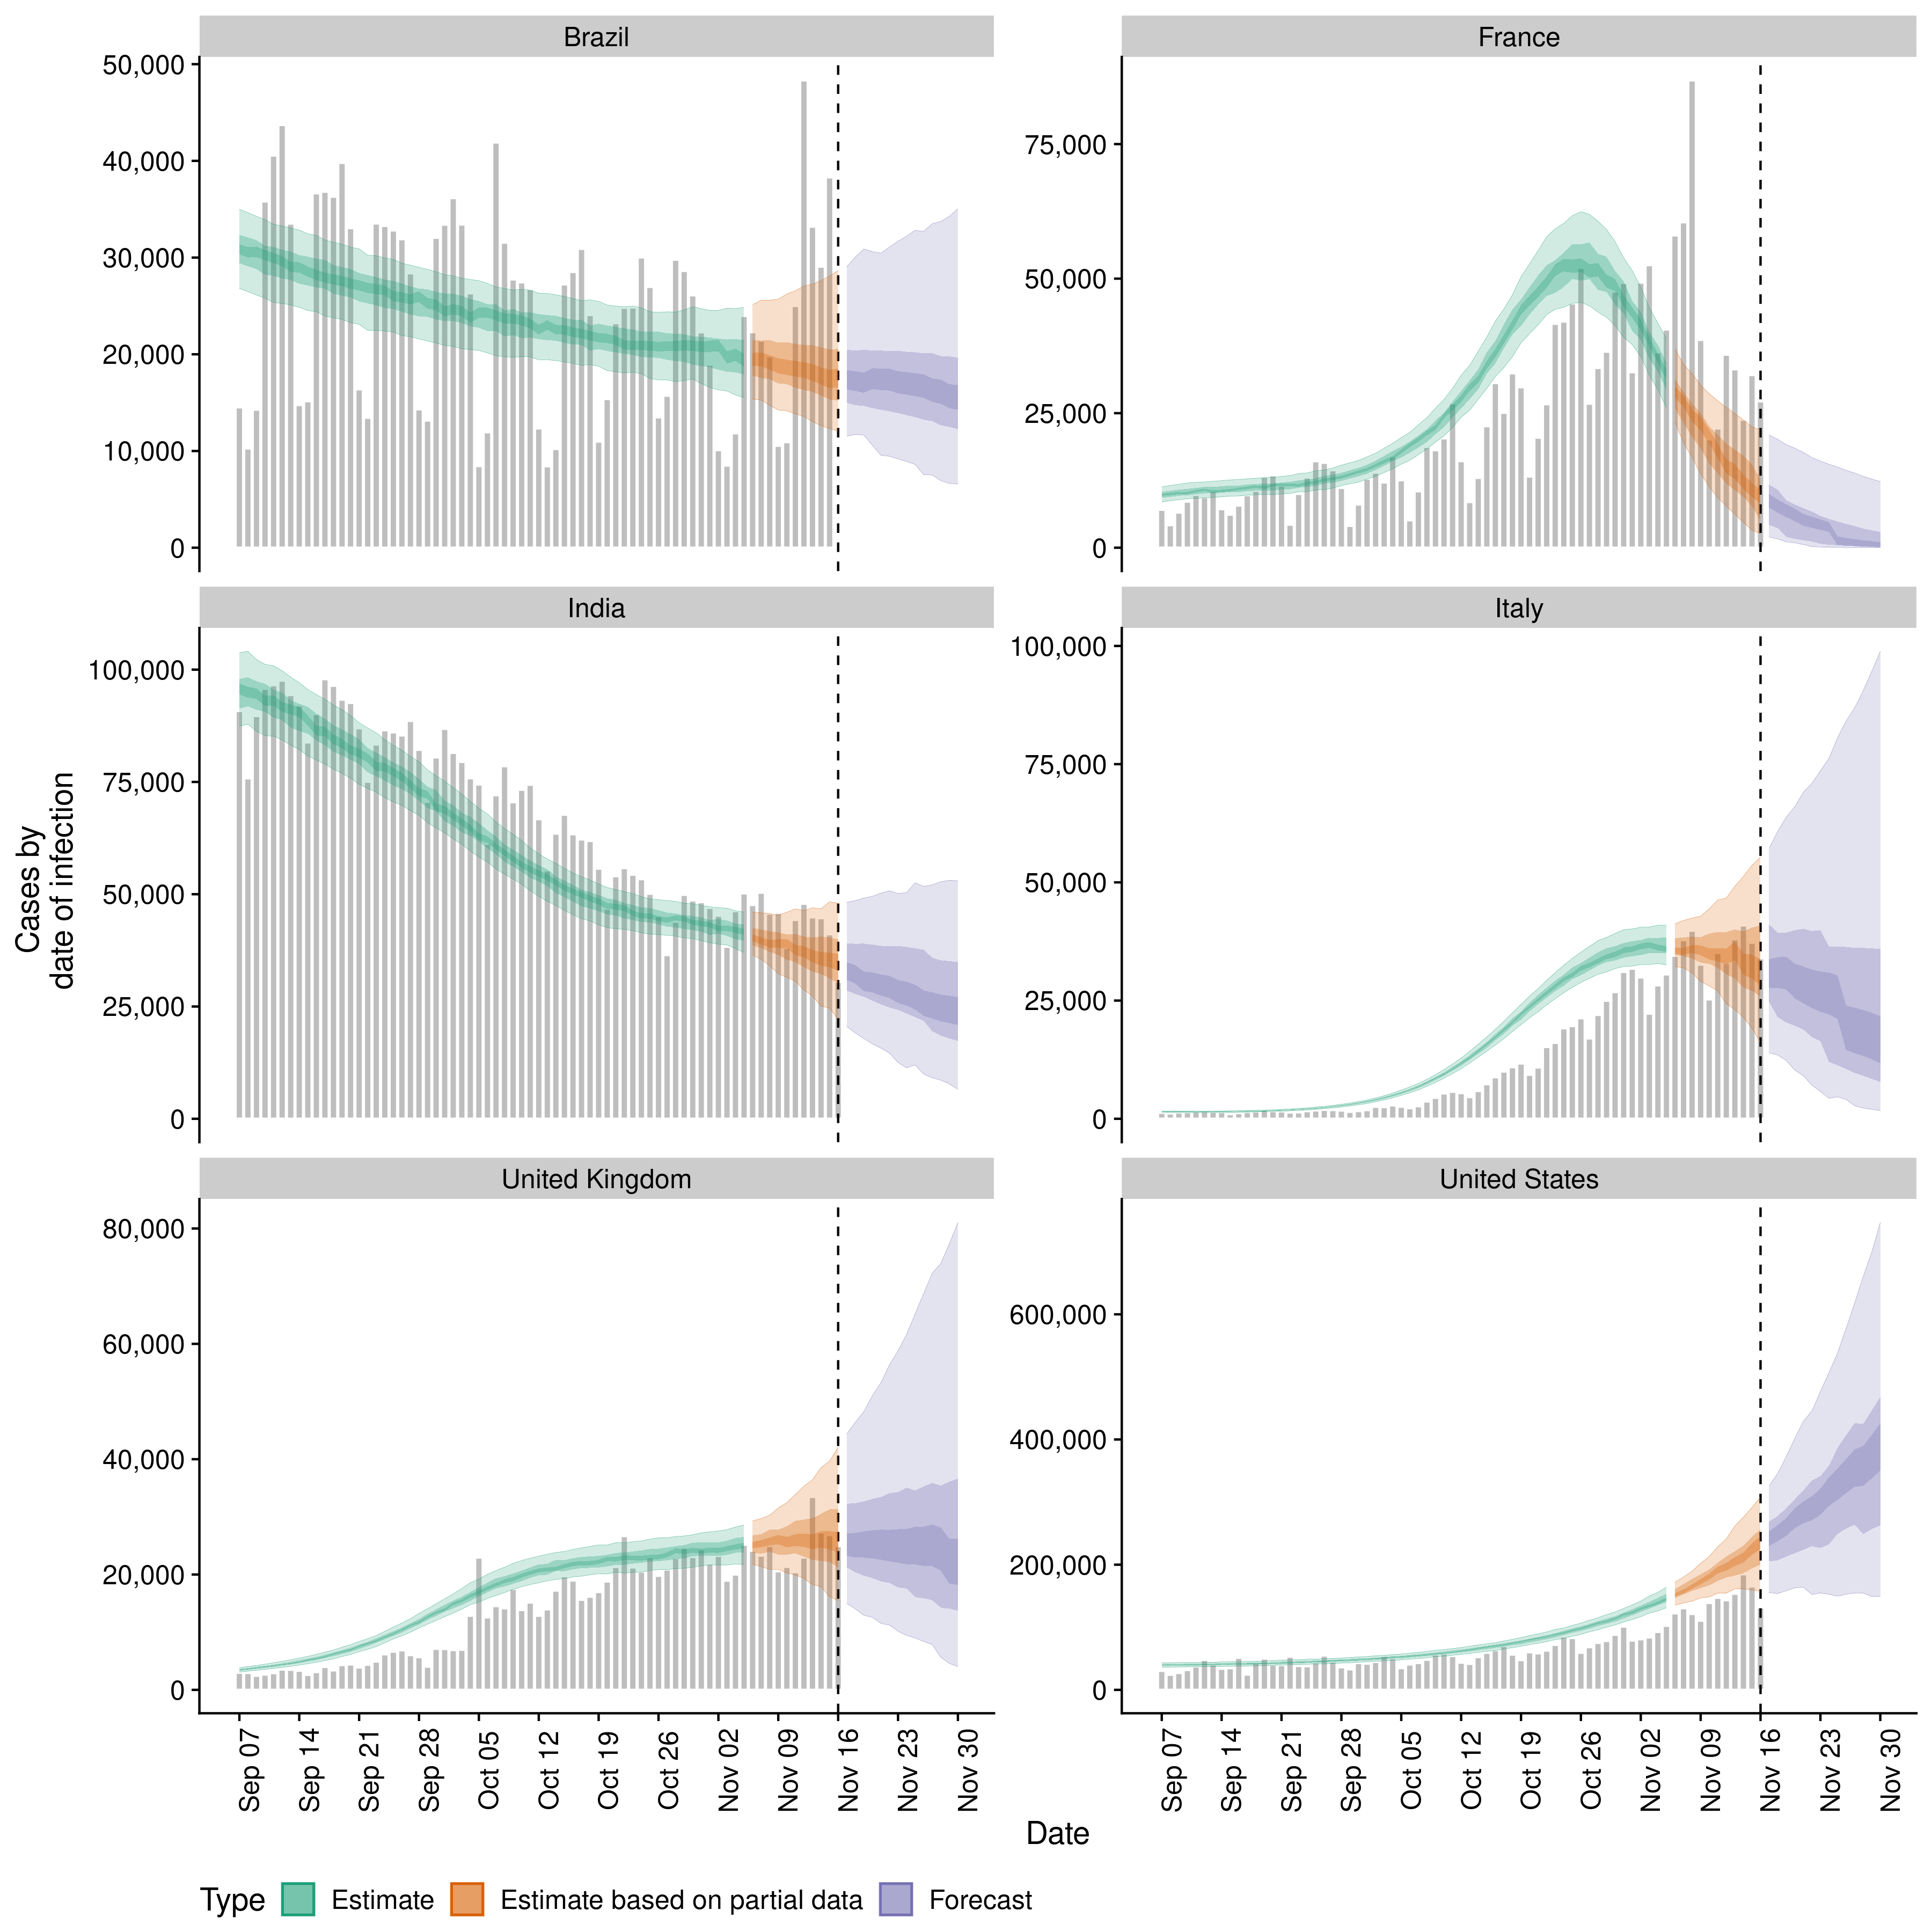 Brazil
France
50,000
40,000
30,000
20,000
10,000
0
75,000
50,000
25,000
0
India
Italy
100,000
75,000
50,000
25,000
0
100,000
75,000
50,000
25,000
0
Cases by
date of infection
United Kingdom
United States
80,000
60,000
40,000
20,000
0
600,000
400,000
200,000
0
Sep 07
Sep 14
Sep 21
Sep 28
Oct 05
Oct 12
Oct 19
Oct 26
Nov 02
Nov 09
Nov 16
Nov 23
Nov 30
Sep 07
Sep 14
Sep 21
Sep 28
Oct 05
Oct 12
Oct 19
Oct 26
Nov 02
Nov 09
Nov 16
Nov 23
Nov 30
Date
Type Estimate Estimate based on partial data Forecast